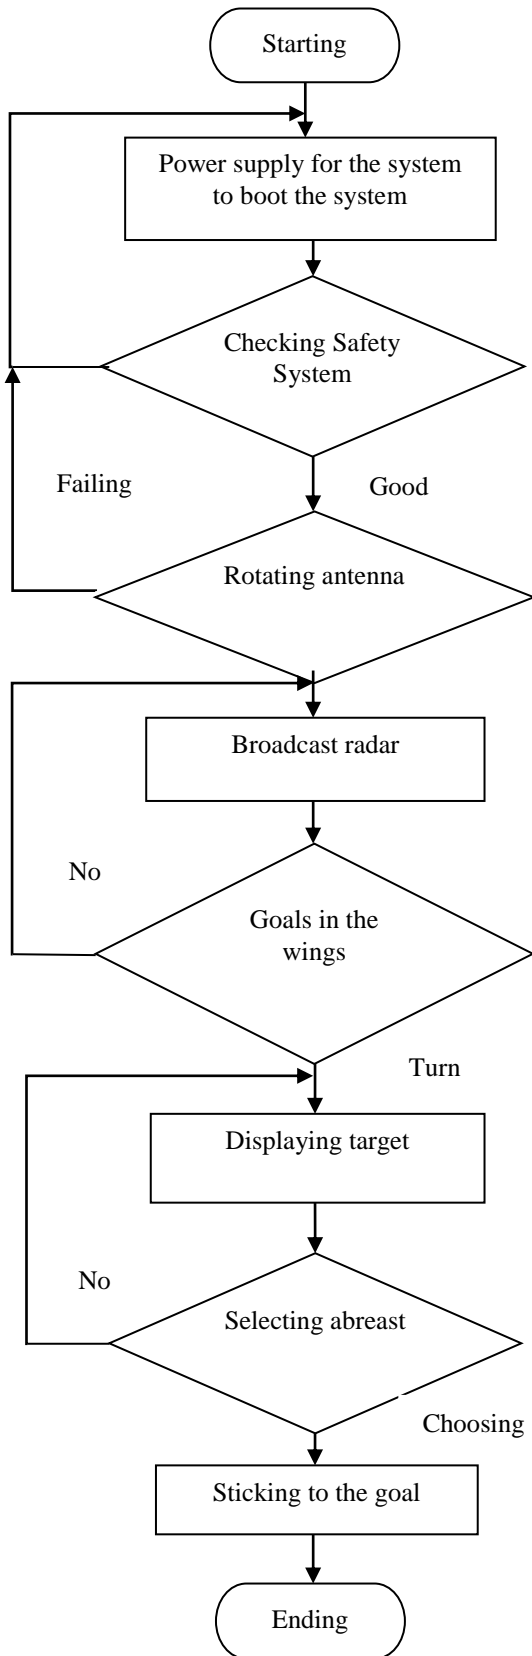 Starting
Power supply for the system
to boot the system
Checking Safety
System
Failing
Good
Rotating antenna
Broadcast radar
No
Goals in the
wings
Turn
Displaying target
No
Selecting abreast
Choosing
Sticking to the goal
Ending